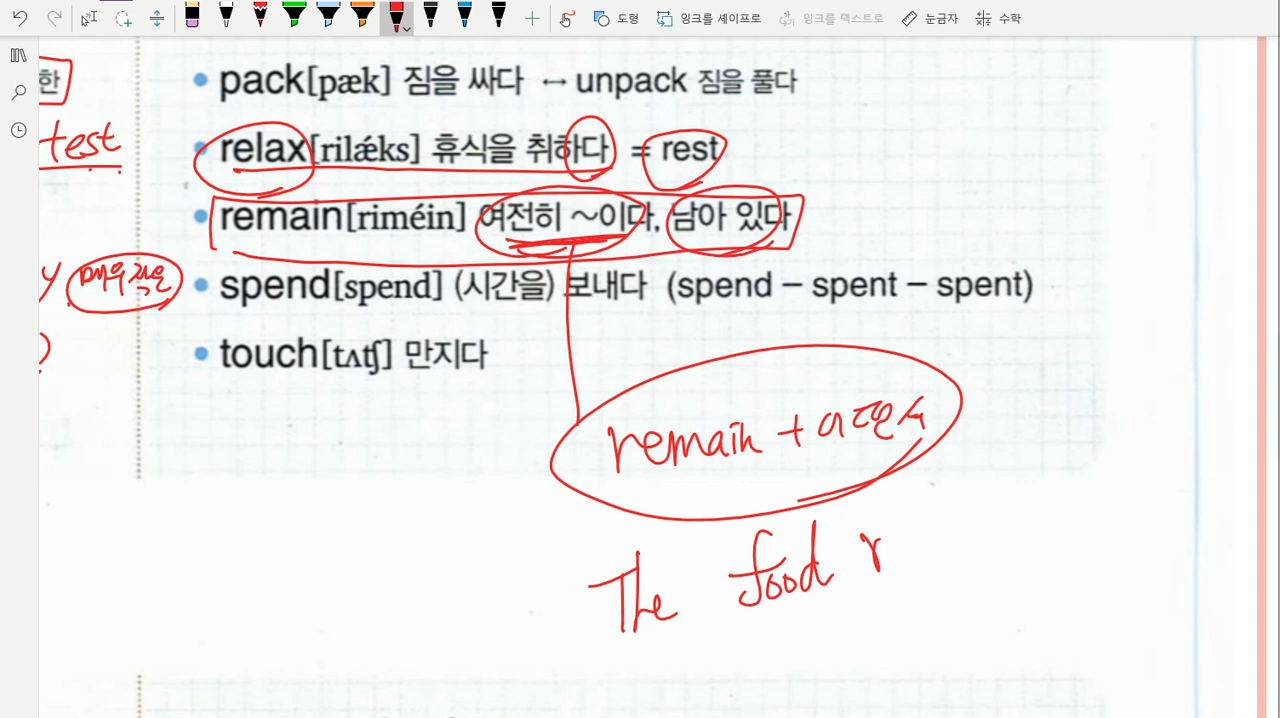 도형 잉크를 셰이프로 잉크를 텍스트로 눈금자 수학
한
pack[pæk] 짐을 싸다 ↔ unpack 짐을 풀다
test
relax[rilǽks] 휴식을 취하다 = rest
remain[riméin] 여전히 ~이다, 남아 있다
y 매우 작은
spend[spend] (시간을) 보내다 (spend – spent – spent)
touch[tʌtʃ] 만지다
remain +
The food r